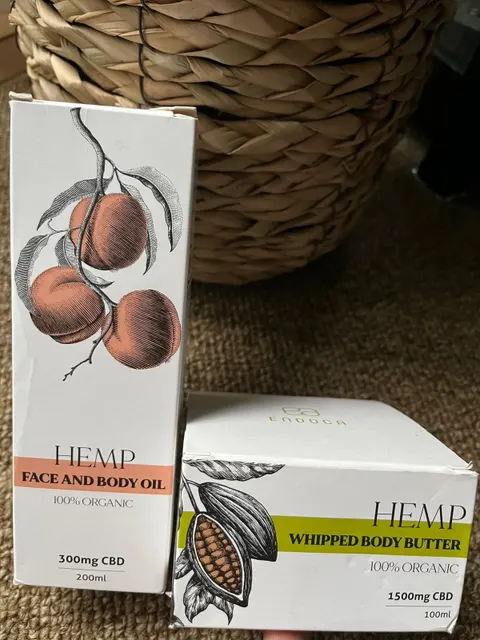 HEMP
FACE AND BODY OIL
100% ORGANIC
300mg CBD
200ml
ENDOCA
HEMP
WHIPPED BODY BUTTER
100% ORGANIC
1500mg CBD
100ml